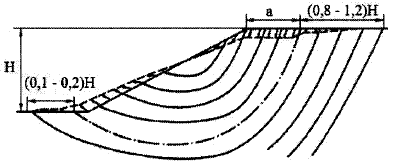 a
(0,8 - 1,2)H
H
(0,1 - 0,2)H